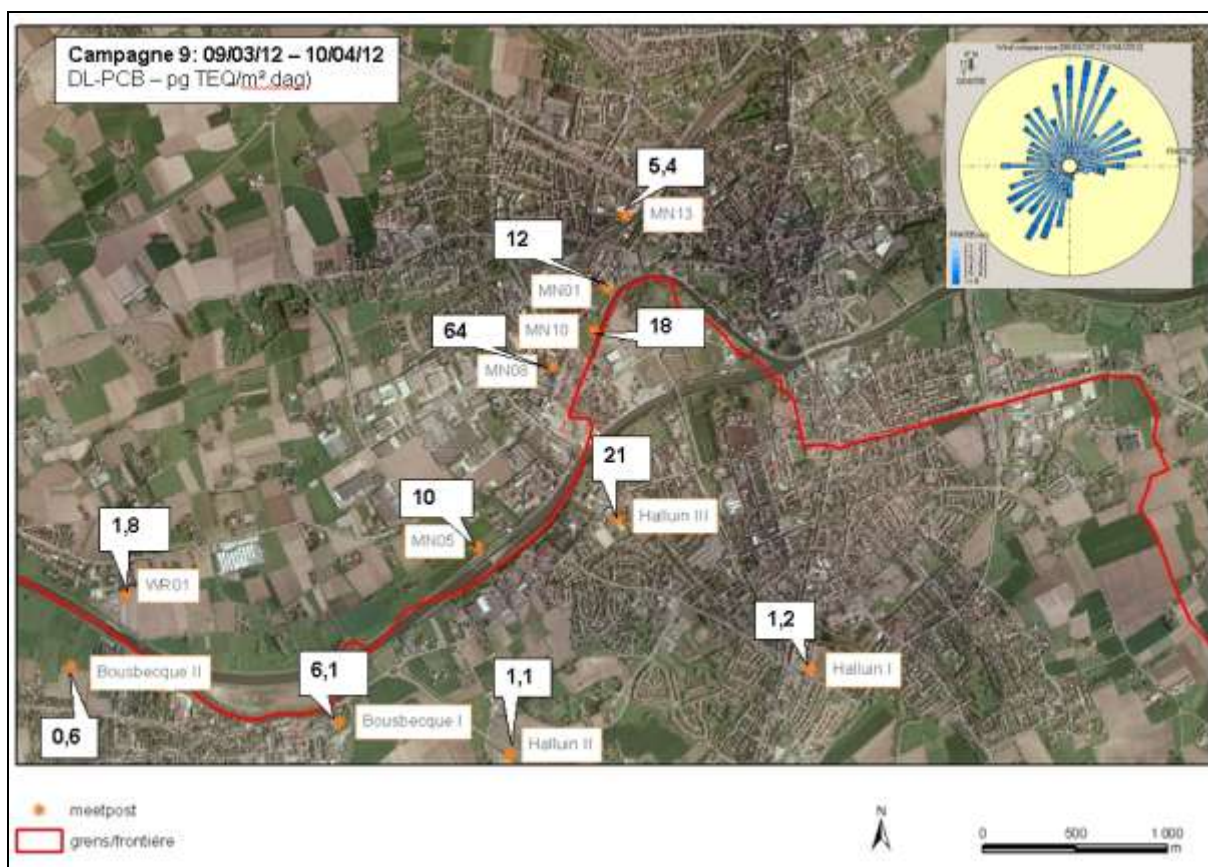 Campagne 9: 09/03/12 – 10/04/12
DL-PCB – pg TEQ/m².dag)
5,4
MN13
12
MN01
MN10
18
64
MN08
21
Halluin III
10
MN05
1,8
WR01
1,2
Halluin I
Bousbecque II
0,6
6,1
Bousbecque I
1,1
Halluin II
meetpost
grens/frontière
N
0 500 1 000
m